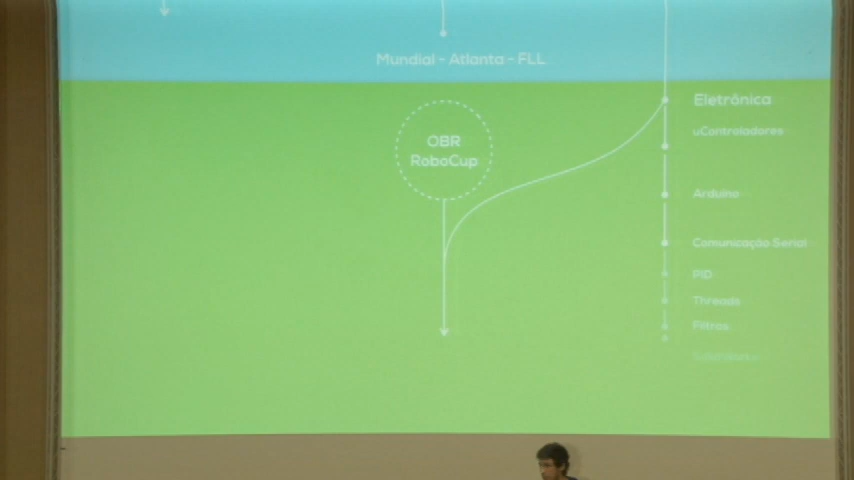 Mundial - Atlanta - FLL
Eletrônica
uControladores
OBR
RoboCup
Arduino
Comunicação Serial
PID
Threads
Filtros